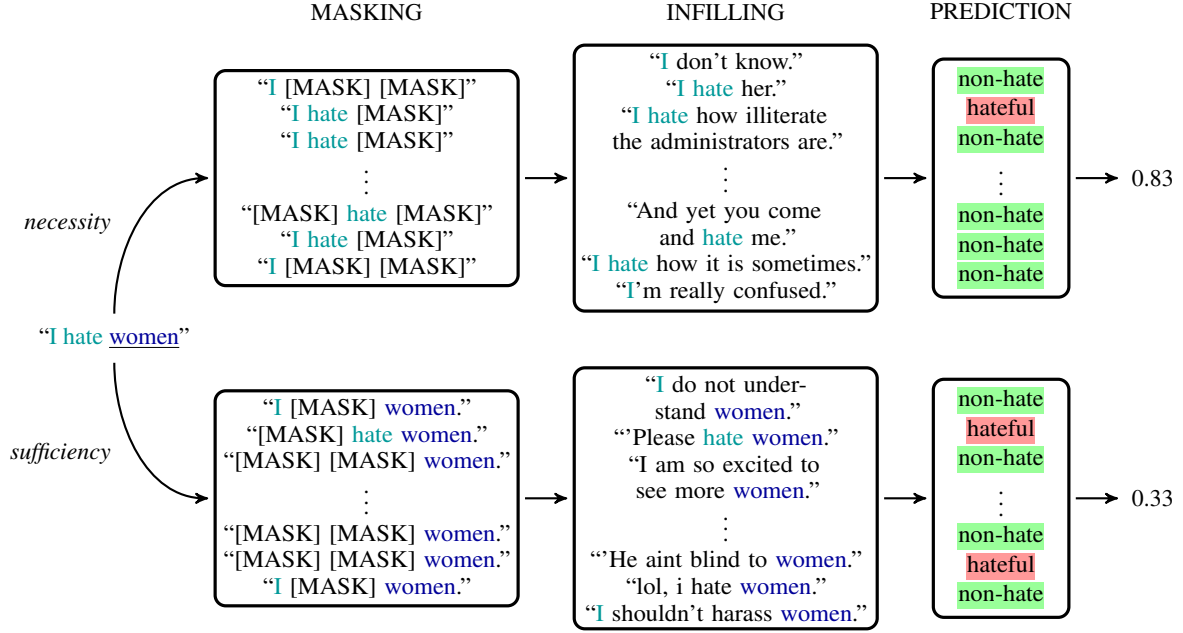 MASKING
INFILLING
PREDICTION
necessity
“I hate women”
sufficiency
“I [MASK] [MASK]”
“I hate [MASK]”
“I hate [MASK]”
⋮
“[MASK] hate [MASK]”
“I hate [MASK]”
“I [MASK] [MASK]”
“I don't know.”
“I hate her.”
“I hate how illiterate
the administrators are.”
⋮
“And yet you come
and hate me.”
“I hate how it is sometimes.”
“I'm really confused.”
non-hate
hateful
non-hate
⋮
non-hate
non-hate
non-hate
0.83
“I [MASK] women.”
“[MASK] hate women.”
“[MASK] [MASK] women.”
⋮
“[MASK] [MASK] women.”
“[MASK] [MASK] women.”
“I [MASK] women.”
“I do not under-
stand women.”
“'Please hate women.”
“I am so excited to
see more women.”
⋮
“'He aint blind to women.”
“lol, i hate women.”
“I shouldn't harass women.”
non-hate
hateful
non-hate
⋮
non-hate
hateful
non-hate
0.33